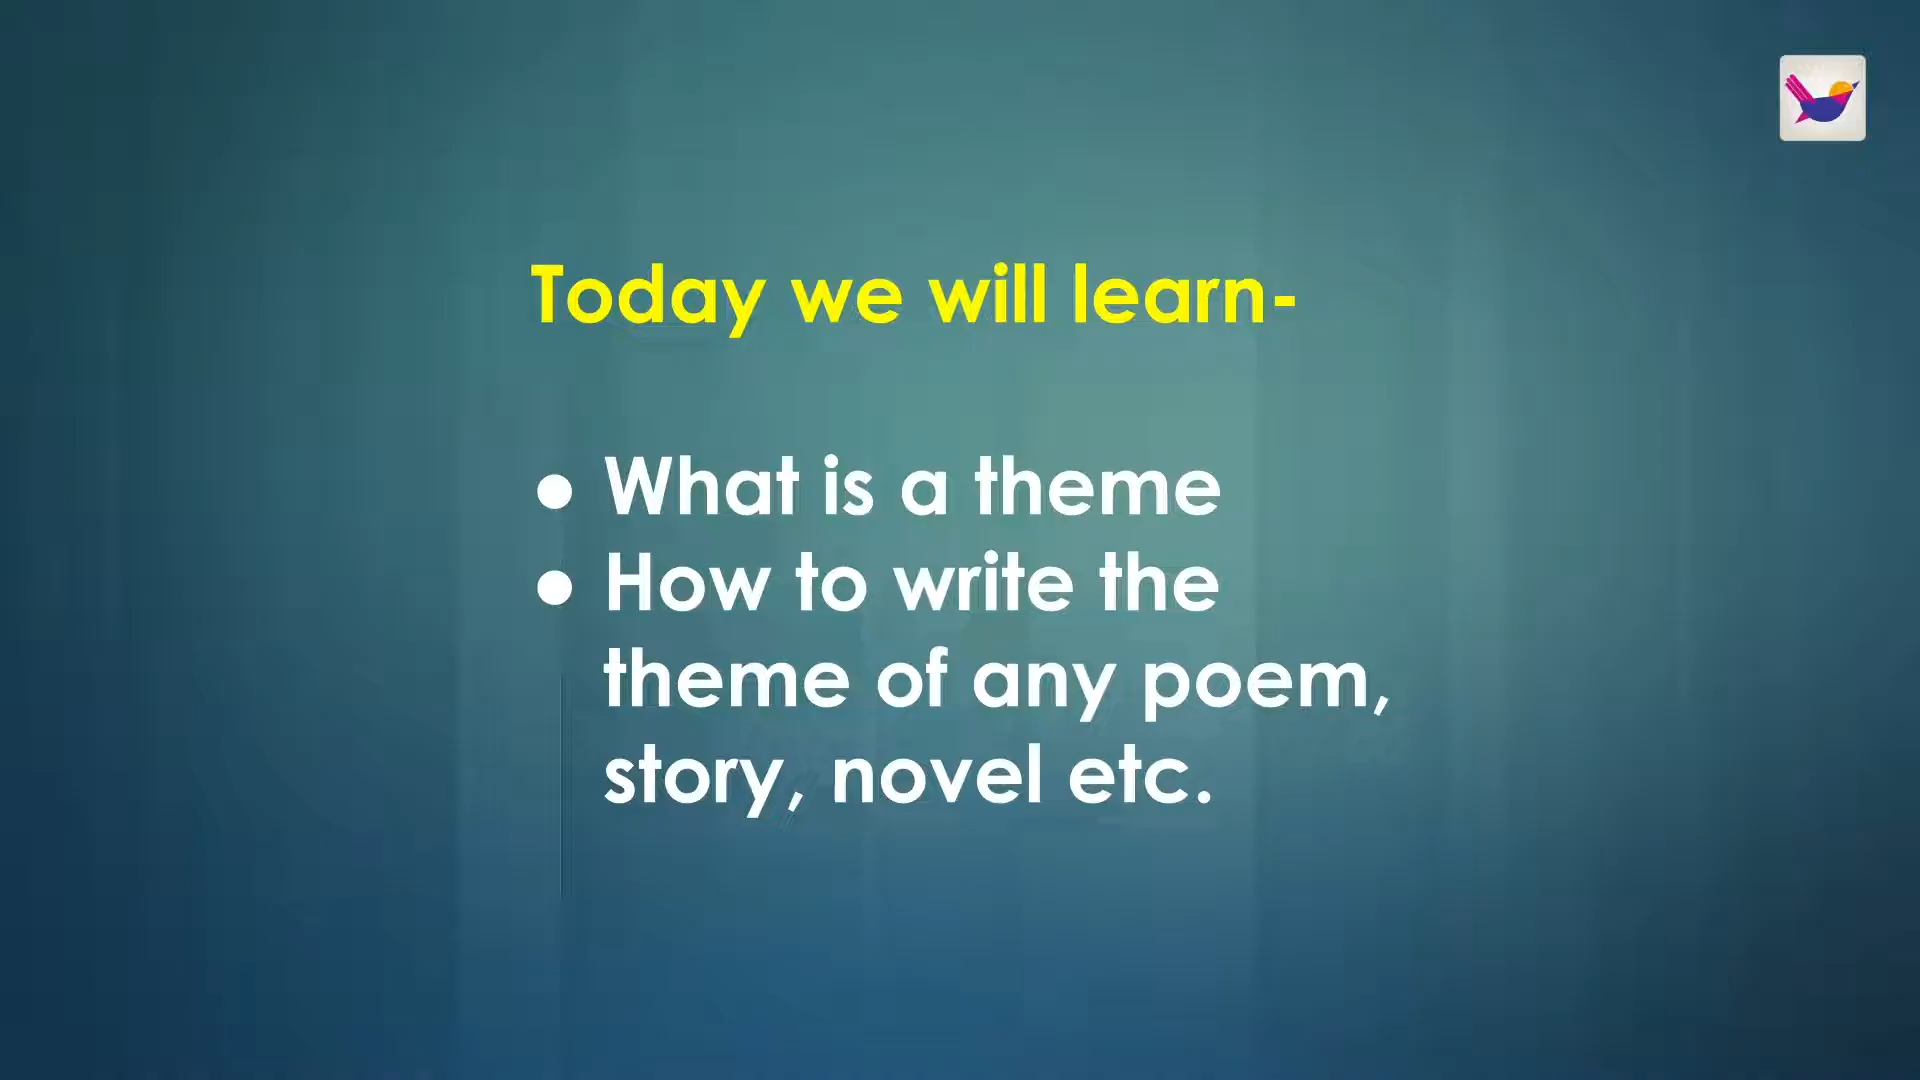 Today we will learn-
● What is a theme
● How to write the
theme of any poem,
story, novel etc.